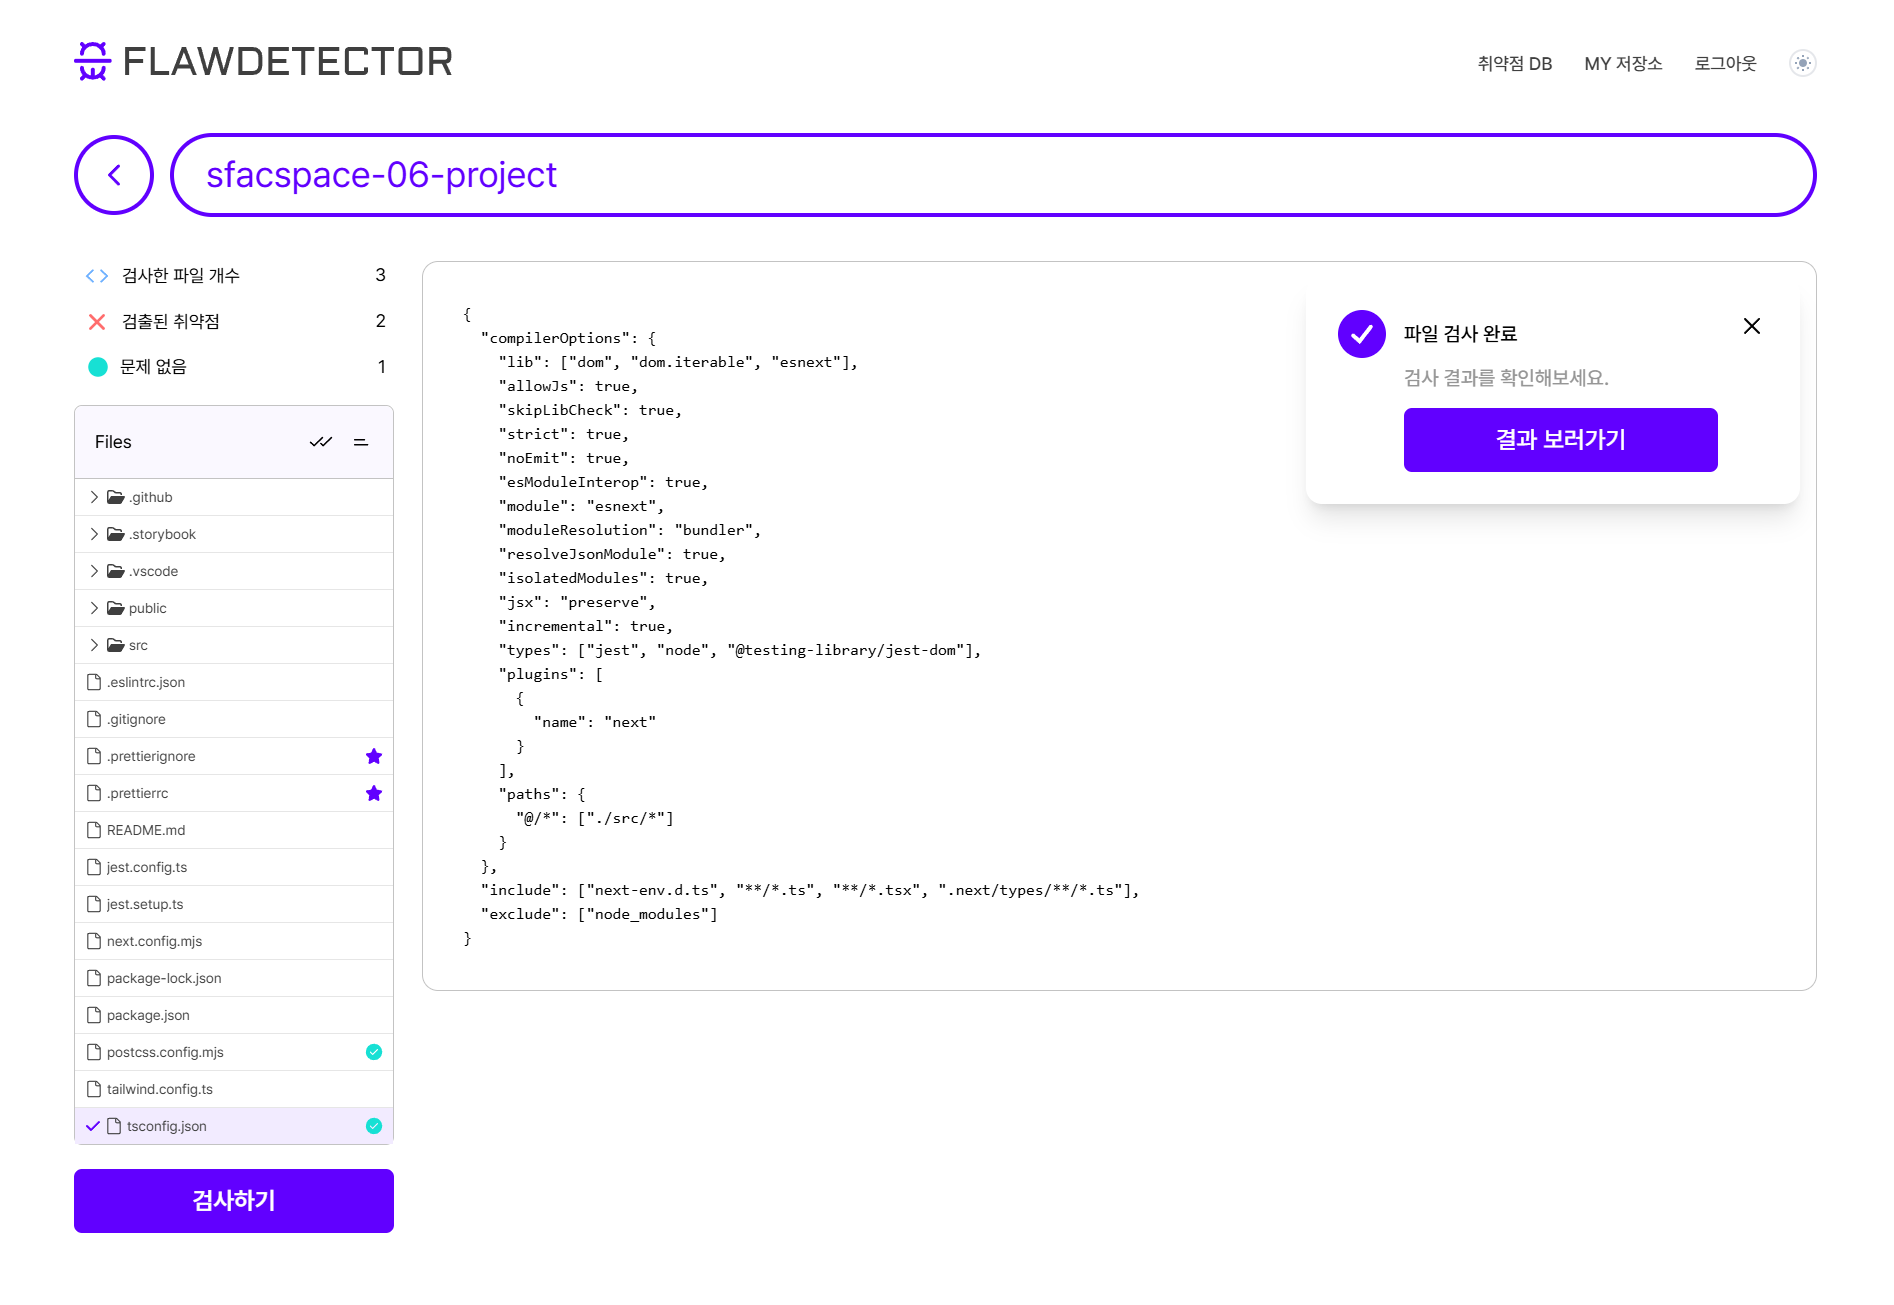 FLAWDETECTOR
취약점 DB
MY 저장소
로그아웃
sfacspace-06-project
검사한 파일 개수 3
검출된 취약점 2
문제 없음 1
Files
.github
.storybook
.vscode
public
src
.eslintrc.json
.gitignore
.prettierignore
.prettierrc
README.md
jest.config.ts
jest.setup.ts
next.config.mjs
package-lock.json
package.json
postcss.config.mjs
tailwind.config.ts
tsconfig.json
검사하기
{
  "compilerOptions": {
    "lib": ["dom", "dom.iterable", "esnext"],
    "allowJs": true,
    "skipLibCheck": true,
    "strict": true,
    "noEmit": true,
    "esModuleInterop": true,
    "module": "esnext",
    "moduleResolution": "bundler",
    "resolveJsonModule": true,
    "isolatedModules": true,
    "jsx": "preserve",
    "incremental": true,
    "types": ["jest", "node", "@testing-library/jest-dom"],
    "plugins": [
      {
        "name": "next"
      }
    ],
    "paths": {
      "@/*": ["./src/*"]
    }
  },
  "include": ["next-env.d.ts", "**/*.ts", "**/*.tsx", ".next/types/**/*.ts"],
  "exclude": ["node_modules"]
}
파일 검사 완료
검사 결과를 확인해보세요.
결과 보러가기